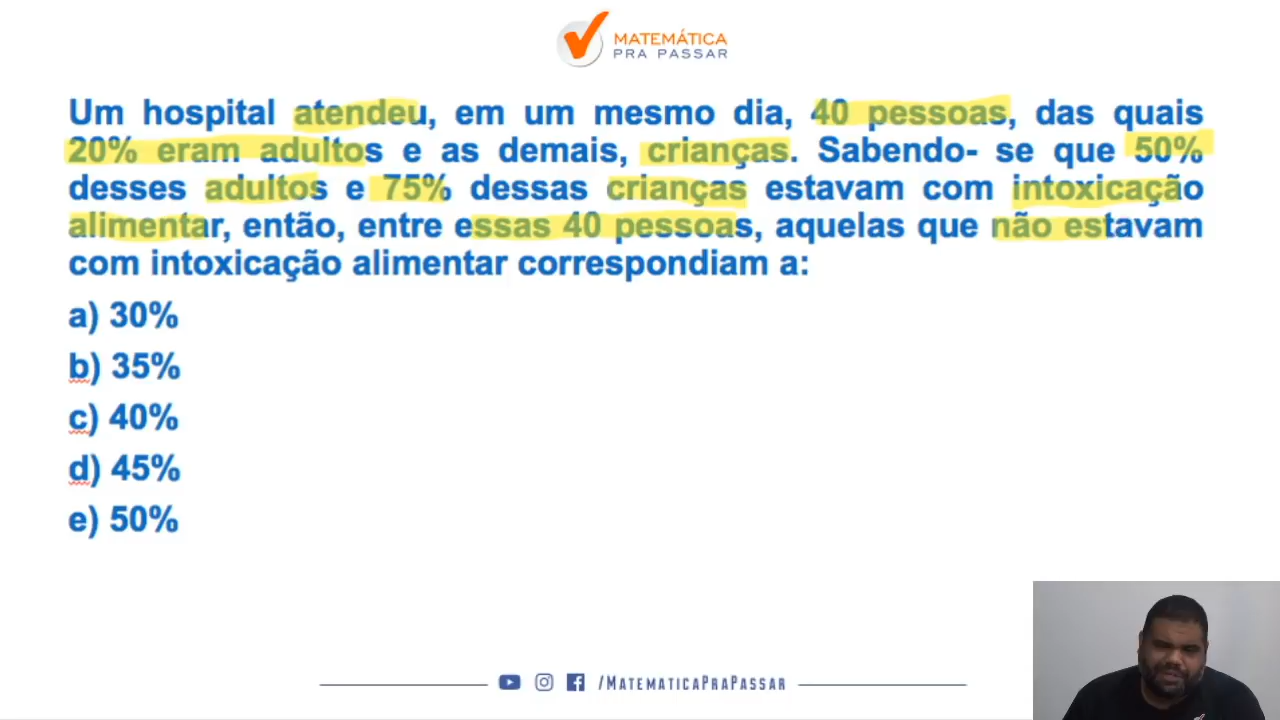 MATEMÁTICA
PRA PASSAR
Um hospital atendeu, em um mesmo dia, 40 pessoas, das quais
20% eram adultos e as demais, crianças. Sabendo- se que 50%
desses adultos e 75% dessas crianças estavam com intoxicação
alimentar, então, entre essas 40 pessoas, aquelas que não estavam
com intoxicação alimentar correspondiam a:
a) 30%
b) 35%
c) 40%
d) 45%
e) 50%
/MATEMATICAPRAPASSAR